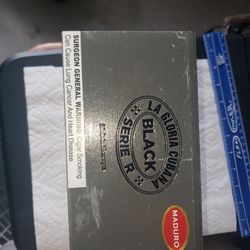 SURGEON GENERAL WARNING: Cigar Smoking
Can Cause Lung Cancer And Heart Disease.
LA GLORIA CUBANA
BLACK
SERIE R
MADURO